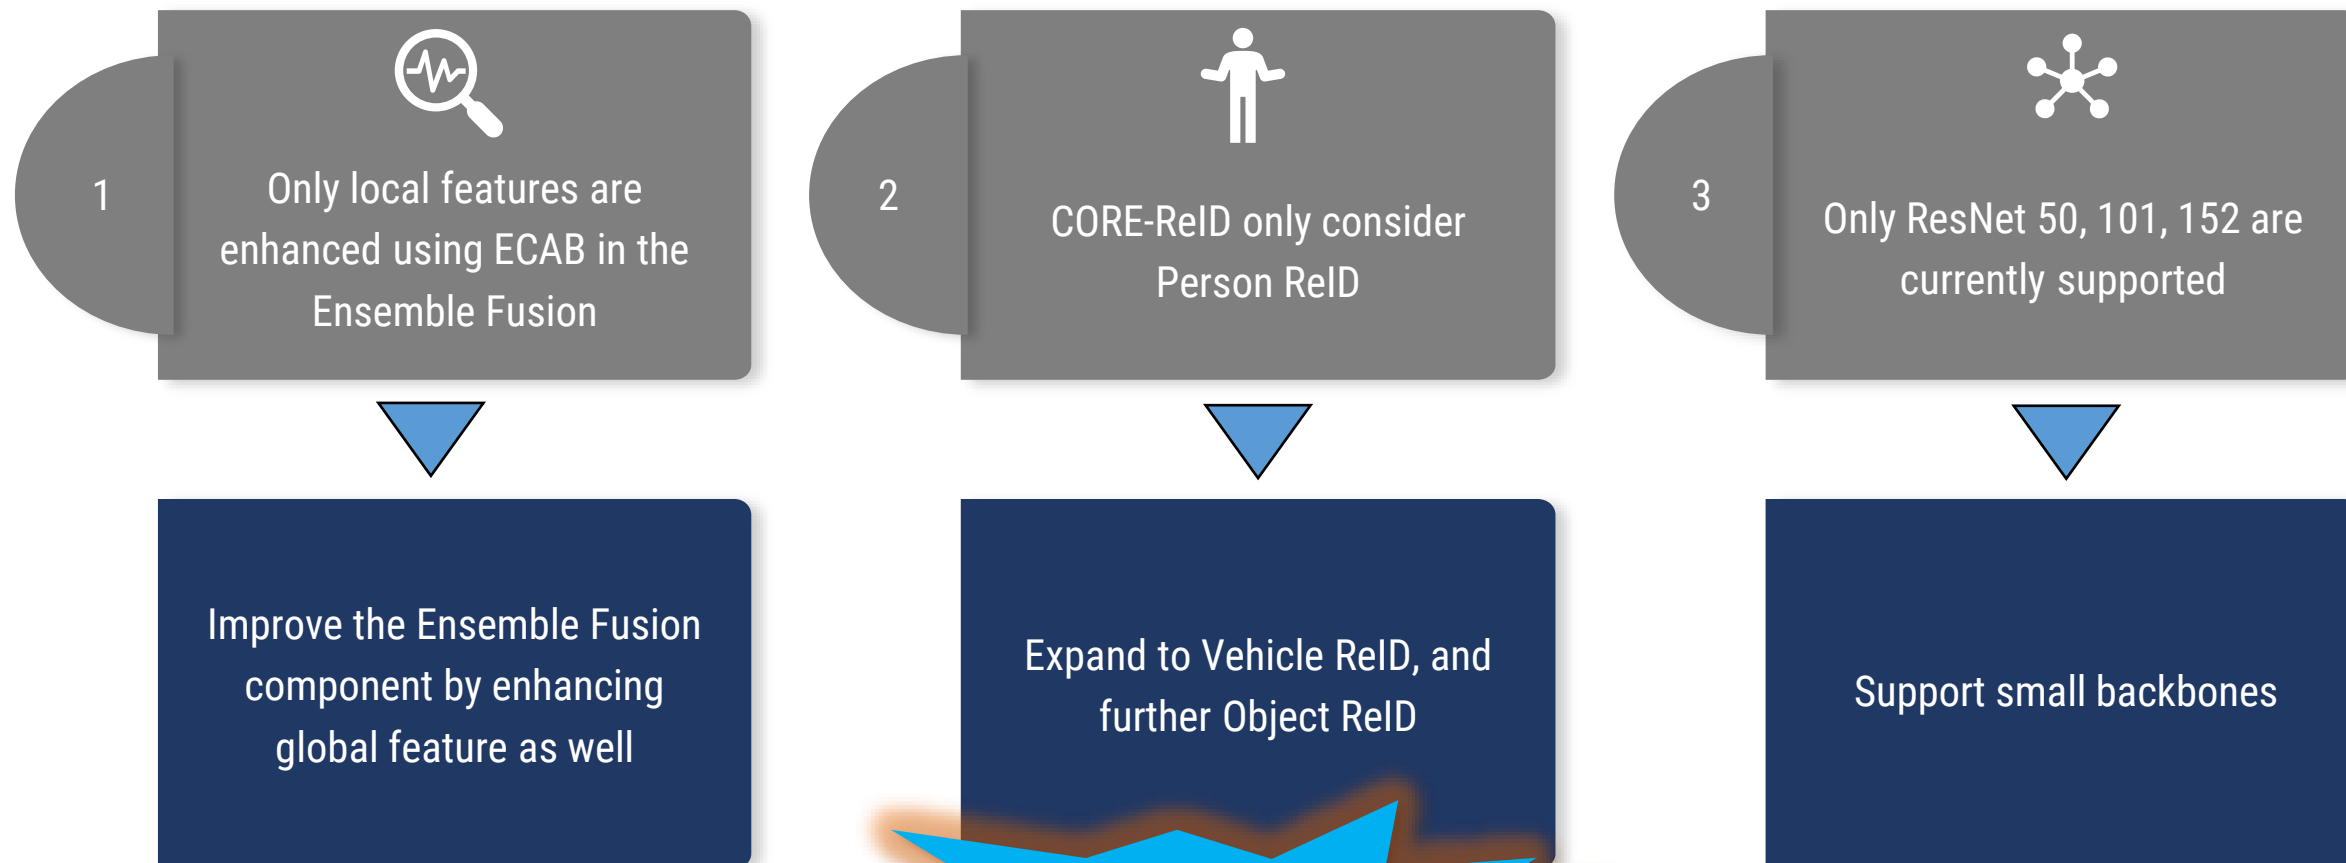 1
Only local features are
enhanced using ECAB in the
Ensemble Fusion
2
CORE-ReID only consider
Person ReID
3
Only ResNet 50, 101, 152 are
currently supported
Improve the Ensemble Fusion
component by enhancing
global feature as well
Expand to Vehicle ReID, and
further Object ReID
Support small backbones